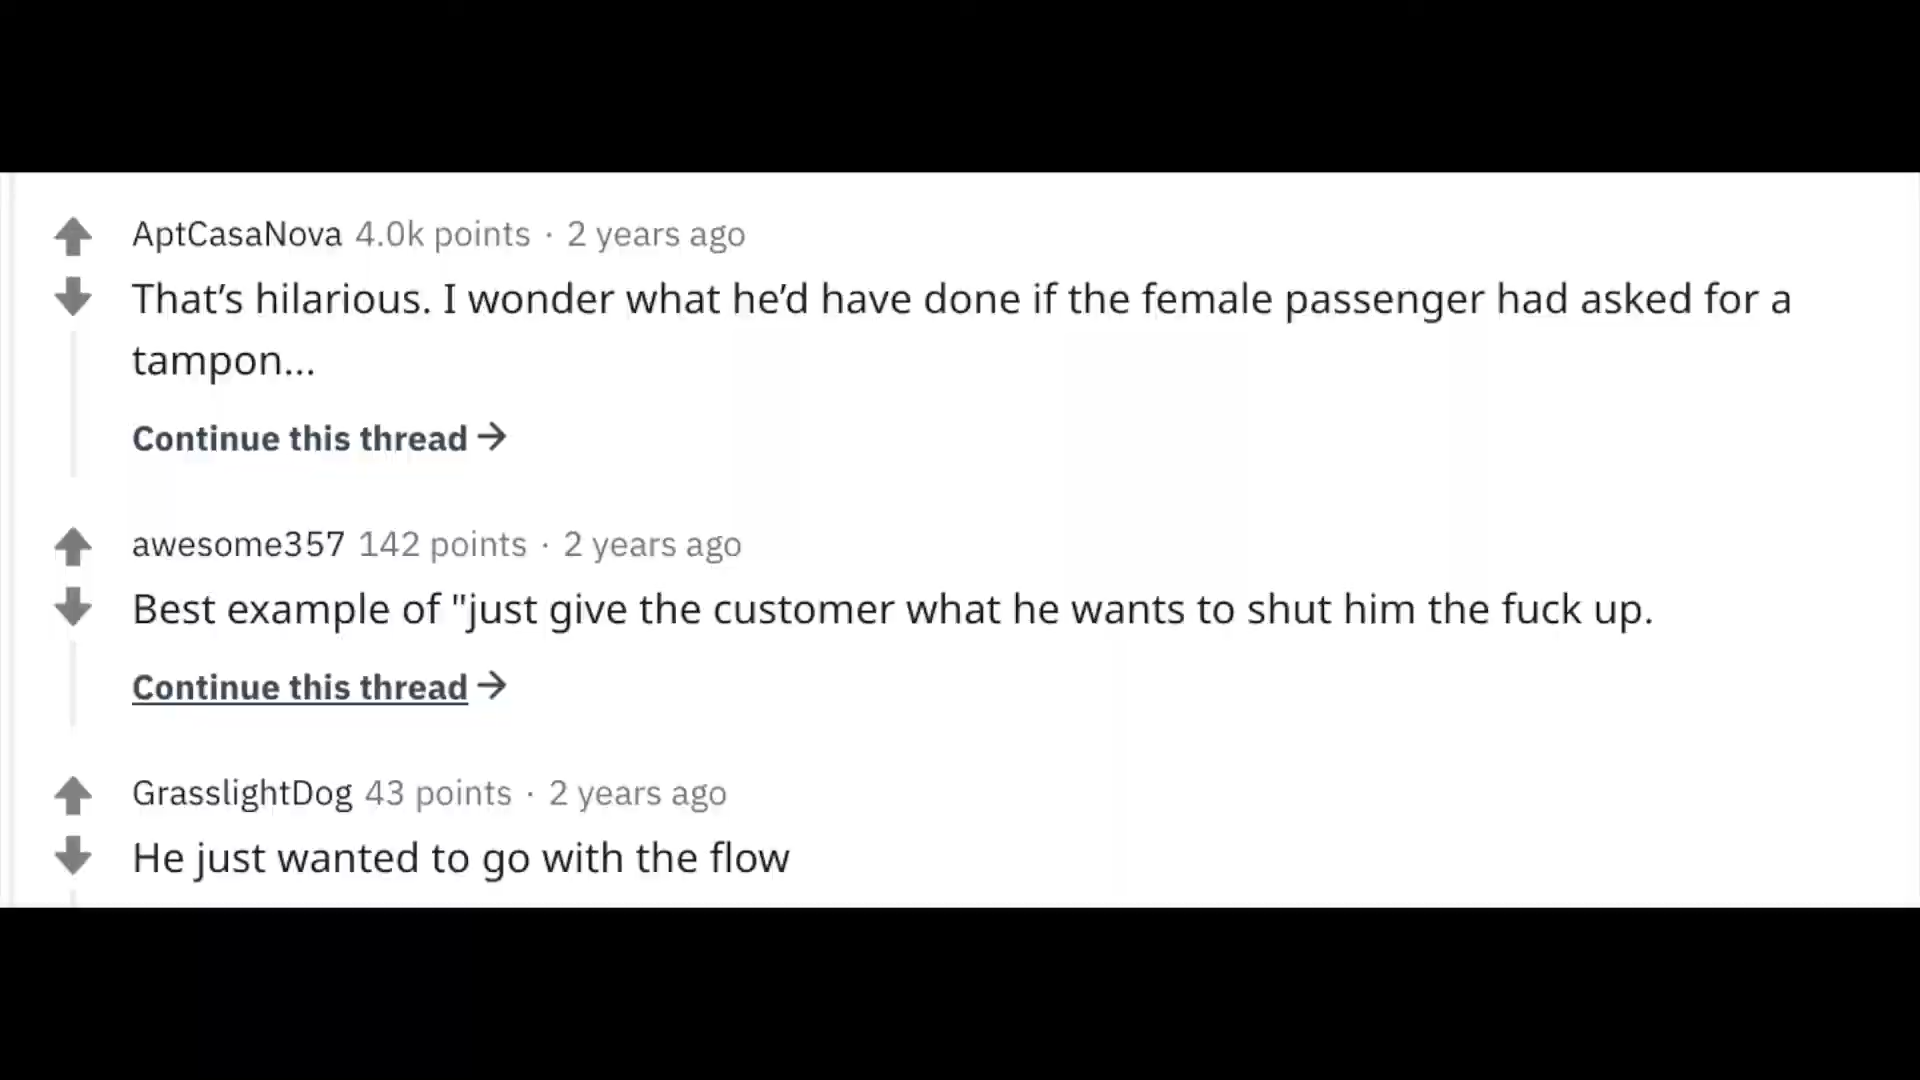 AptCasaNova 4.0k points · 2 years ago
That’s hilarious. I wonder what he’d have done if the female passenger had asked for a
tampon...
Continue this thread →
awesome357 142 points · 2 years ago
Best example of "just give the customer what he wants to shut him the fuck up.
Continue this thread →
GrasslightDog 43 points · 2 years ago
He just wanted to go with the flow